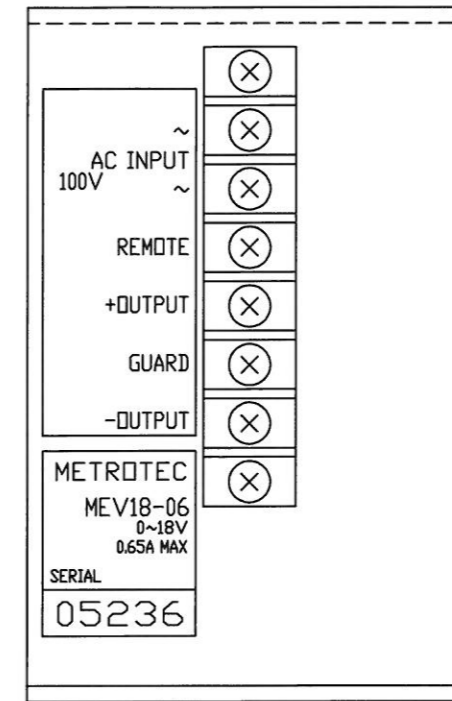 ~
AC INPUT
100V ~
REMOTE
+OUTPUT
GUARD
-OUTPUT
METROTEC
MEV18-06
0~18V
0.65A MAX
SERIAL
05236